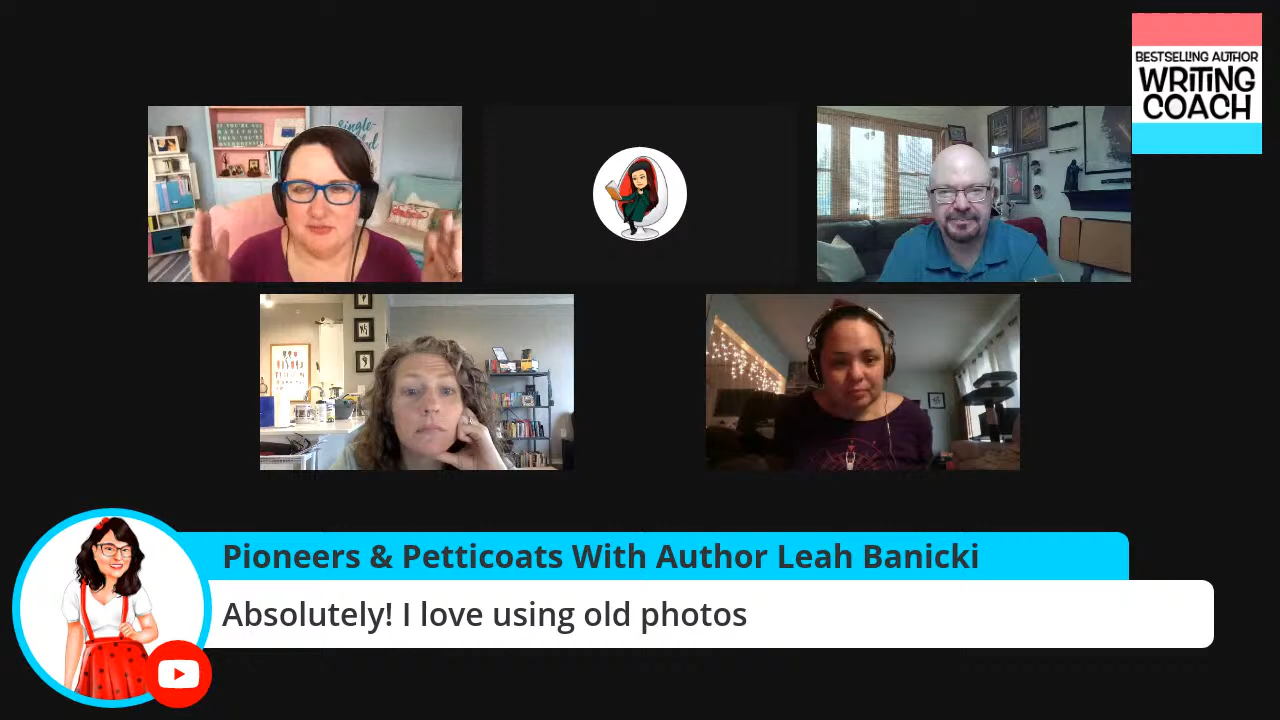 BESTSELLING AUTHOR
WRITING
COACH
Pioneers & Petticoats With Author Leah Banicki
Absolutely! I love using old photos